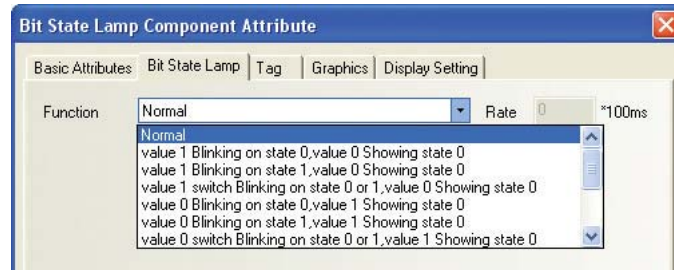 Bit State Lamp Component Attribute
Basic Attributes Bit State Lamp Tag Graphics Display Setting
Function Normal Rate 0 *100ms
Normal
value 1 Blinking on state 0,value 0 Showing state 0
value 1 Blinking on state 1,value 0 Showing state 0
value 1 switch Blinking on state 0 or 1,value 0 Showing state 0
value 0 Blinking on state 0,value 1 Showing state 0
value 0 Blinking on state 1,value 1 Showing state 0
value 0 switch Blinking on state 0 or 1,value 1 Showing state 0